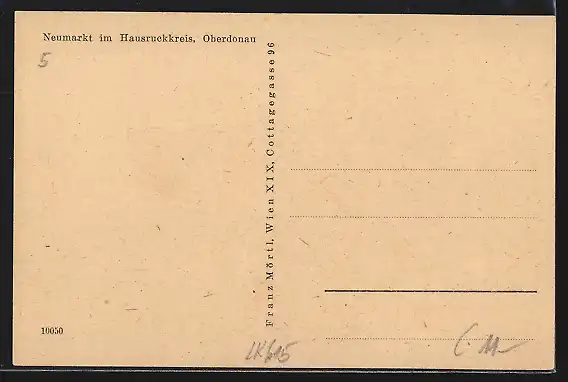 Neumarkt im Hausruckkreis, Oberdonau
5
Franz Mörtl, Wien XIX, Cottagegasse 96
10050